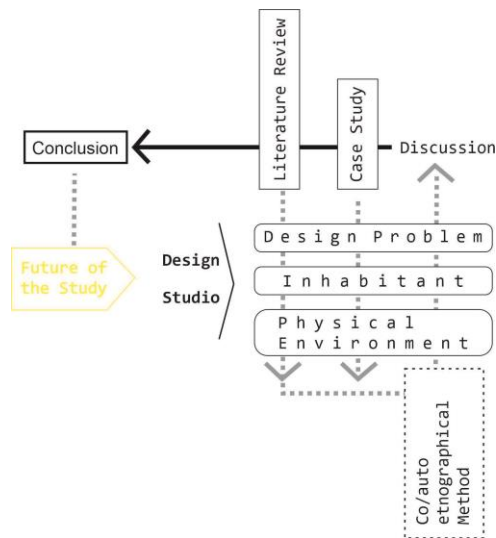 Literature Review
Case Study
Conclusion
Discussion
Design Problem
Future of
the Study
Design
Studio
Inhabitant
Physical
Environment
Co/auto
etnographical
Method